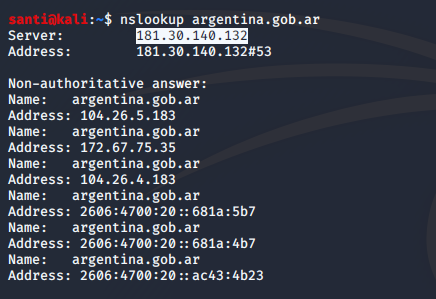 santi@kali:~$ nslookup argentina.gob.ar
Server:         181.30.140.132
Address:        181.30.140.132#53
Non-authoritative answer:
Name:   argentina.gob.ar
Address: 104.26.5.183
Name:   argentina.gob.ar
Address: 172.67.75.35
Name:   argentina.gob.ar
Address: 104.26.4.183
Name:   argentina.gob.ar
Address: 2606:4700:20::681a:5b7
Name:   argentina.gob.ar
Address: 2606:4700:20::681a:4b7
Name:   argentina.gob.ar
Address: 2606:4700:20::ac43:4b23